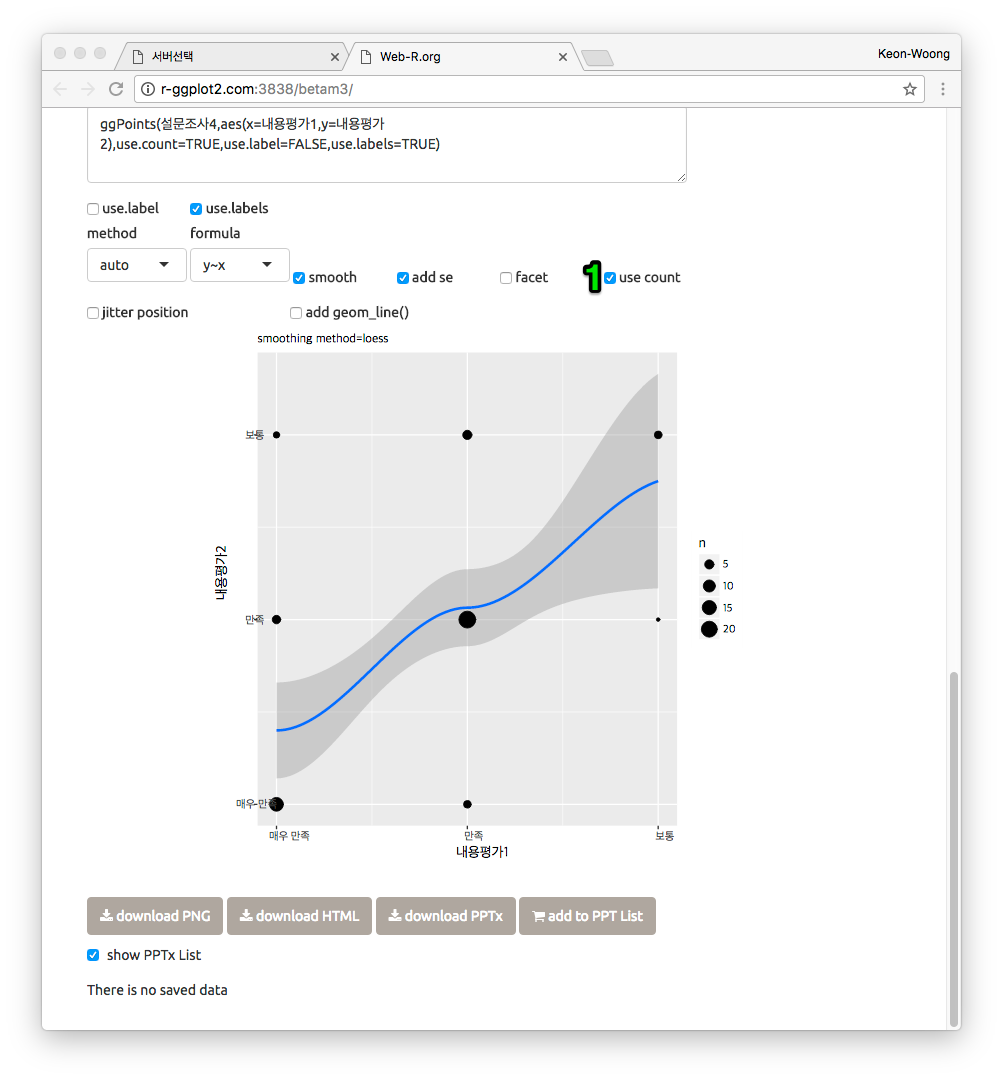 서버선택
Web-R.org
Keon-Woong
r-ggplot2.com:3838/betam3/
ggPoints(설문조사4,aes(x=내용평가1,y=내용평가
2),use.count=TRUE,use.label=FALSE,use.labels=TRUE)
use.label use.labels
method formula
auto y~x smooth add se facet 1 use count
jitter position add geom_line()
smoothing method=loess
보통
내용평가2
만족
매우 만족
n
5
10
15
20
매우 만족 만족 보통
내용평가1
download PNG download HTML download PPTx add to PPT List
show PPTx List
There is no saved data